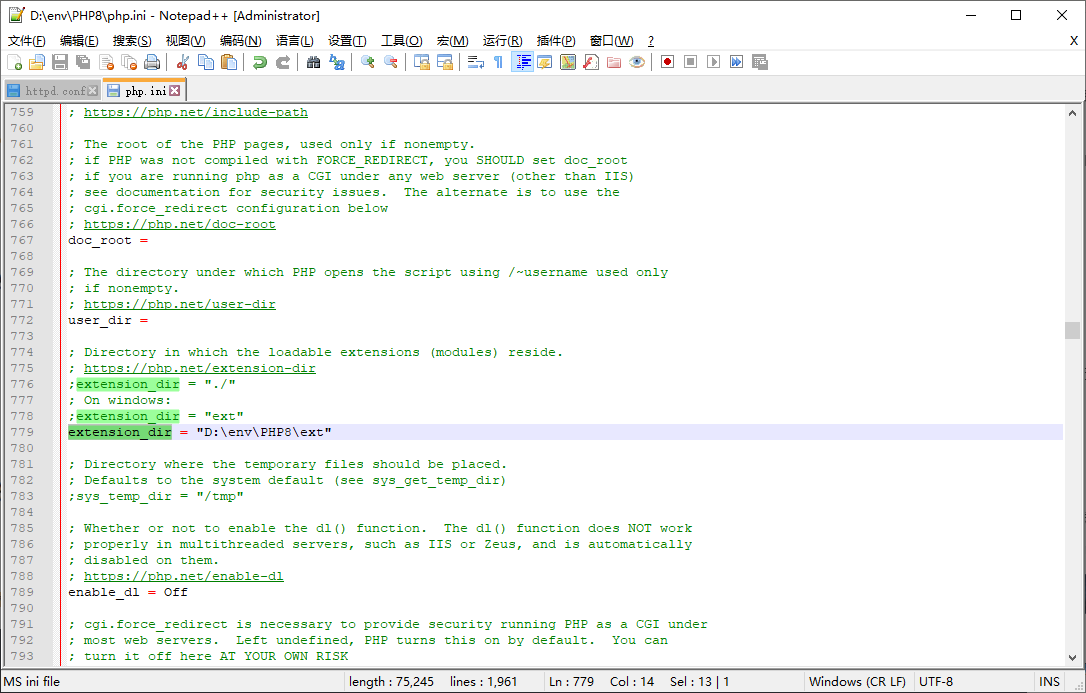 D:\env\PHP8\php.ini - Notepad++ [Administrator]
文件(F) 编辑(E) 搜索(S) 视图(V) 编码(N) 语言(L) 设置(T) 工具(O) 宏(M) 运行(R) 插件(P) 窗口(W) ? X
httpd.conf php.ini
759 ; https://php.net/include-path
760
761 ; The root of the PHP pages, used only if nonempty.
762 ; if PHP was not compiled with FORCE_REDIRECT, you SHOULD set doc_root
763 ; if you are running php as a CGI under any web server (other than IIS)
764 ; see documentation for security issues.  The alternate is to use the
765 ; cgi.force_redirect configuration below
766 ; https://php.net/doc-root
767 doc_root =
768
769 ; The directory under which PHP opens the script using /~username used only
770 ; if nonempty.
771 ; https://php.net/user-dir
772 user_dir =
773
774 ; Directory in which the loadable extensions (modules) reside.
775 ; https://php.net/extension-dir
776 ;extension_dir = "./"
777 ; On windows:
778 ;extension_dir = "ext"
779 extension_dir = "D:\env\PHP8\ext"
780
781 ; Directory where the temporary files should be placed.
782 ; Defaults to the system default (see sys_get_temp_dir)
783 ;sys_temp_dir = "/tmp"
784
785 ; Whether or not to enable the dl() function.  The dl() function does NOT work
786 ; properly in multithreaded servers, such as IIS or Zeus, and is automatically
787 ; disabled on them.
788 ; https://php.net/enable-dl
789 enable_dl = Off
790
791 ; cgi.force_redirect is necessary to provide security running PHP as a CGI under
792 ; most web servers.  Left undefined, PHP turns this on by default.  You can
793 ; turn it off here AT YOUR OWN RISK
MS ini file length : 75,245 lines : 1,961 Ln : 779 Col : 14 Sel : 13 | 1 Windows (CR LF) UTF-8 INS